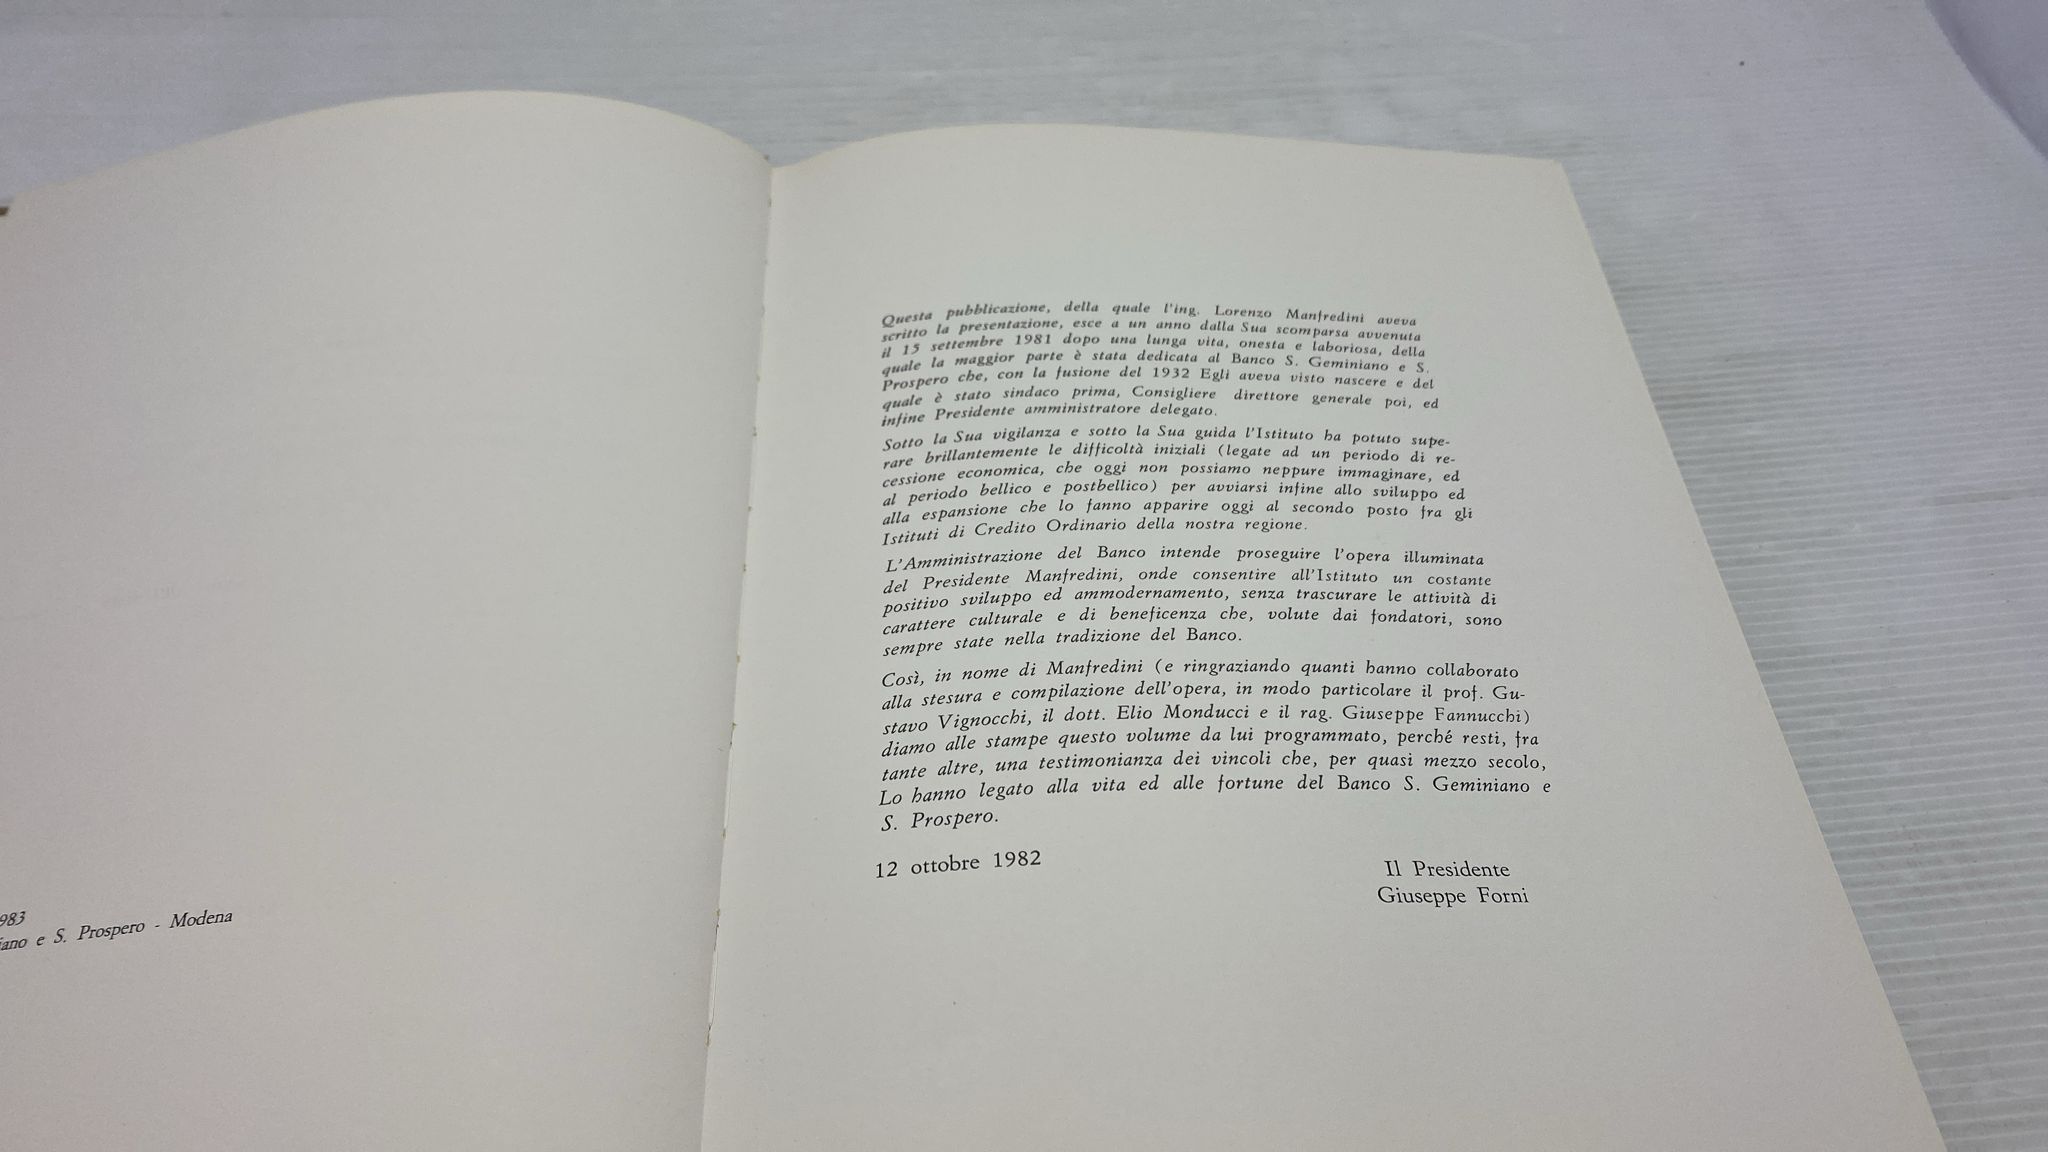 983
iano e S. Prospero - Modena
Questa pubblicazione, della quale l'ing. Lorenzo Manfredini aveva
scritto la presentazione, esce a un anno dalla Sua scomparsa avvenuta
il 15 settembre 1981 dopo una lunga vita, onesta e laboriosa, della
quale la maggior parte è stata dedicata al Banco S. Geminiano e S.
Prospero che, con la fusione del 1932 Egli aveva visto nascere e del
quale è stato sindaco prima, Consigliere direttore generale poi, ed
infine Presidente amministratore delegato.
Sotto la Sua vigilanza e sotto la Sua guida l'Istituto ha potuto supe-
rare brillantemente le difficoltà iniziali (legate ad un periodo di re-
cessione economica, che oggi non possiamo neppure immaginare, ed
al periodo bellico e postbellico) per avviarsi infine allo sviluppo ed
alla espansione che lo fanno apparire oggi al secondo posto fra gli
Istituti di Credito Ordinario della nostra regione.
L'Amministrazione del Banco intende proseguire l'opera illuminata
del Presidente Manfredini, onde consentire all'Istituto un costante
positivo sviluppo ed ammodernamento, senza trascurare le attività di
carattere culturale e di beneficenza che, volute dai fondatori, sono
sempre state nella tradizione del Banco.
Così, in nome di Manfredini (e ringraziando quanti hanno collaborato
alla stesura e compilazione dell'opera, in modo particolare il prof. Gu-
stavo Vignocchi, il dott. Elio Monducci e il rag. Giuseppe Fannucchi)
diamo alle stampe questo volume da lui programmato, perché resti, fra
tante altre, una testimonianza dei vincoli che, per quasi mezzo secolo,
Lo hanno legato alla vita ed alle fortune del Banco S. Geminiano e
S. Prospero.
12 ottobre 1982
Il Presidente
Giuseppe Forni